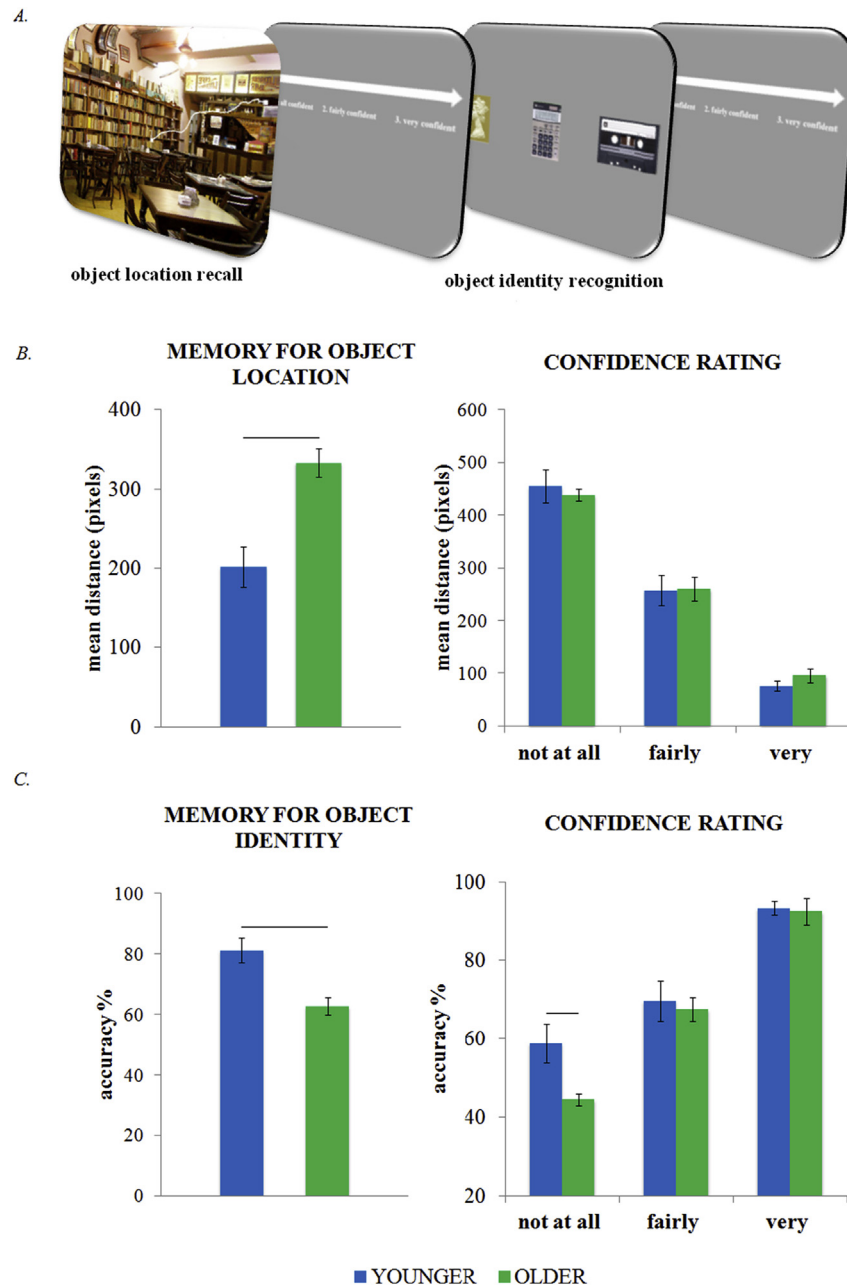 A.
all confident
2. fairly confident
3. very confident
2. fairly confident
3. very confident
object location recall
object identity recognition
B.
MEMORY FOR OBJECT
LOCATION
mean distance (pixels)
400
300
200
100
0
CONFIDENCE RATING
mean distance (pixels)
600
500
400
300
200
100
0
not at all
fairly
very
C.
MEMORY FOR OBJECT
IDENTITY
accuracy %
100
80
60
40
20
0
CONFIDENCE RATING
accuracy %
100
80
60
40
20
not at all
fairly
very
YOUNGER
OLDER